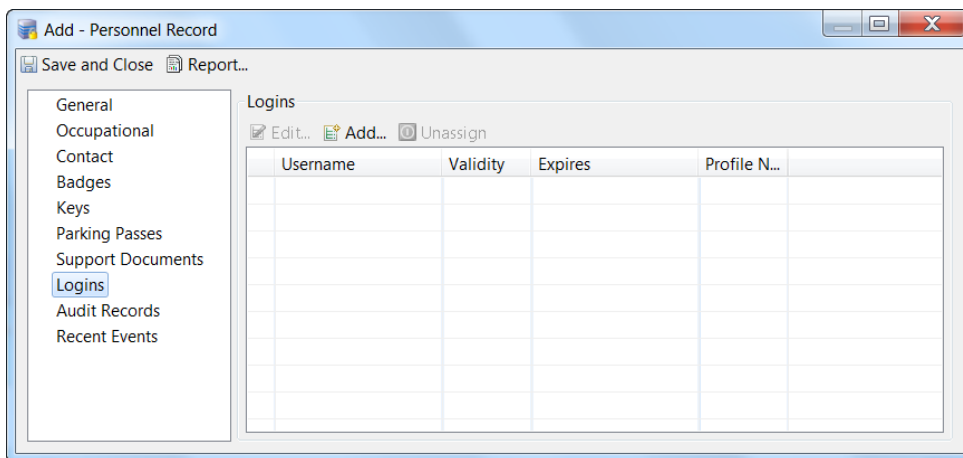 Add - Personnel Record
Save and Close Report...
General
Occupational
Contact
Badges
Keys
Parking Passes
Support Documents
Logins
Audit Records
Recent Events
Logins
Edit... Add... Unassign
Username Validity Expires Profile N...